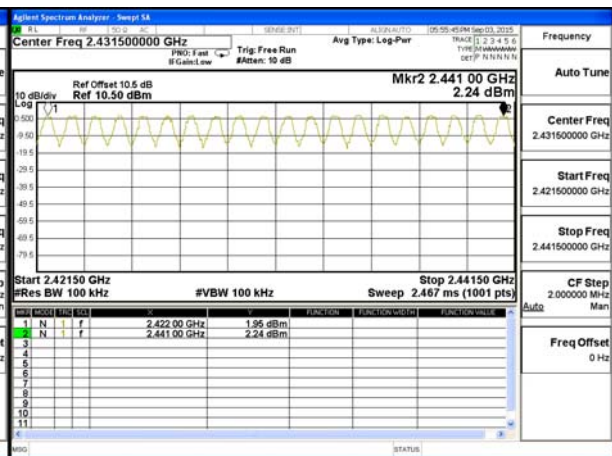 Agilent Spectrum Analyzer - Swept SA
RL RF 50 Ω AC SENSE:INT ALIGN AUTO 05:55:45 PM Sep 03, 2015
Center Freq 2.431500000 GHz
PNO: Fast
IFGain:Low
Trig: Free Run
#Atten: 10 dB
Avg Type: Log-Pwr
TRACE 1 2 3 4 5 6
TYPE MWWWWW
DET P N N N N N
Frequency
Auto Tune
Ref Offset 10.5 dB
Ref 10.50 dBm
Mkr2 2.441 00 GHz
2.24 dBm
10 dB/div
Log
1
2
0.500
-9.50
-19.5
-29.5
-39.5
-49.5
-59.5
-69.5
-79.5
Center Freq
2.431500000 GHz
Start Freq
2.421500000 GHz
Stop Freq
2.441500000 GHz
CF Step
2.000000 MHz
Auto Man
Freq Offset
0 Hz
Start 2.42150 GHz Stop 2.44150 GHz
#Res BW 100 kHz #VBW 100 kHz Sweep 2.467 ms (1001 pts)
MKR MODE TRC SCL X Y FUNCTION FUNCTION WIDTH FUNCTION VALUE
1 N 1 f 2.422 00 GHz 1.95 dBm
2 N 1 f 2.441 00 GHz 2.24 dBm
3
4
5
6
7
8
9
10
11
MSG STATUS